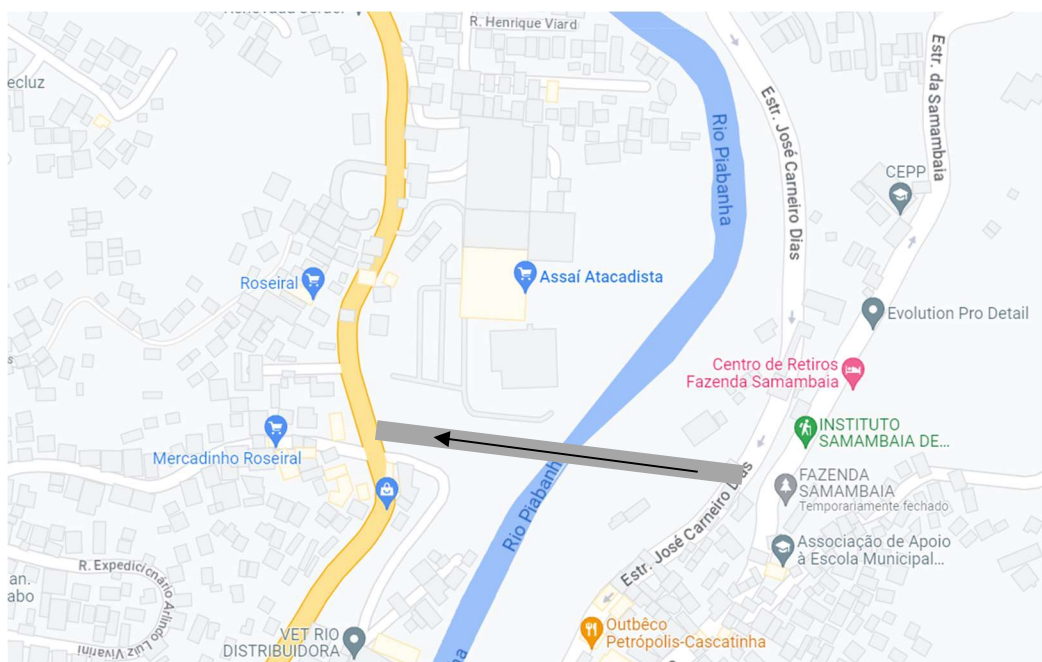 R. Henrique Viard
ecluz
Estr. da Samambaia
Estr. José Carneiro Dias
Rio Piabanha
CEPP
Roseiral
Assaí Atacadista
Evolution Pro Detail
Centro de Retiros
Fazenda Samambaia
INSTITUTO
SAMAMBAIA DE...
Mercadinho Roseiral
FAZENDA
SAMAMBAIA
Temporariamente fechado
Rio Piabanha
Estr. José Carneiro Dias
Associação de Apoio
à Escola Municipal...
R. Expedicionário Arlindo Luiz Vivarini
an.
abo
Outbêco
Petrópolis-Cascatinha
VET RIO
DISTRIBUIDORA